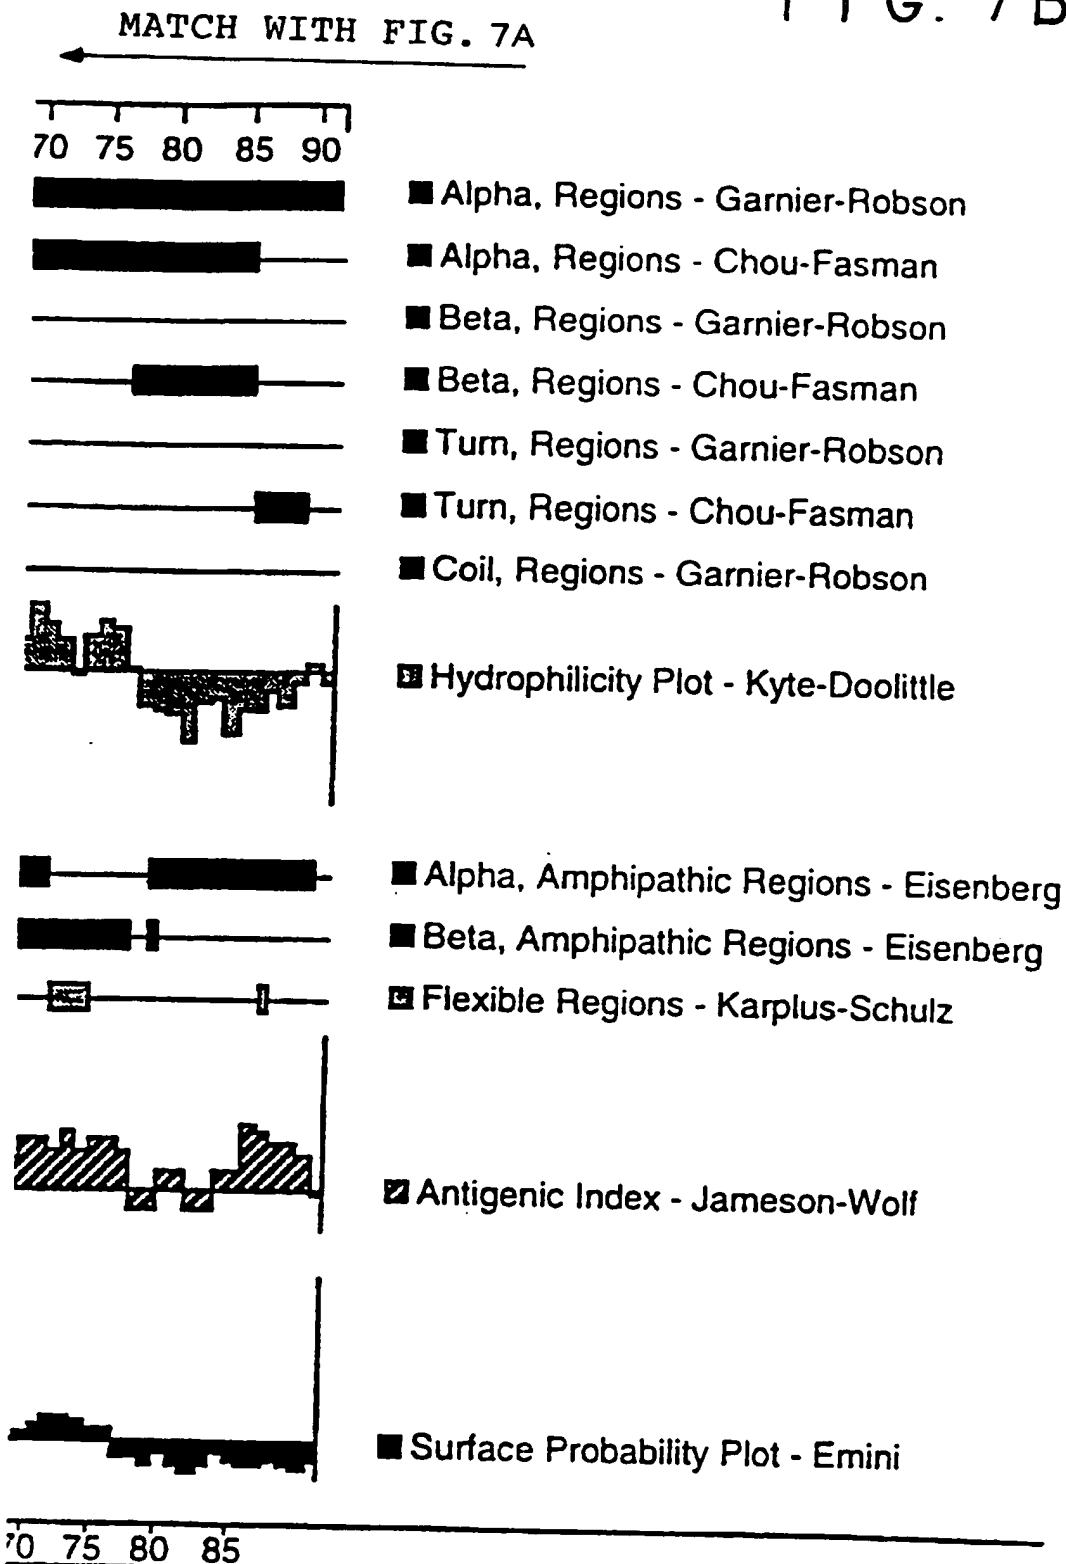 FIG. 7B
MATCH WITH FIG. 7A
70 75 80 85 90
Alpha, Regions - Garnier-Robson
Alpha, Regions - Chou-Fasman
Beta, Regions - Garnier-Robson
Beta, Regions - Chou-Fasman
Turn, Regions - Garnier-Robson
Turn, Regions - Chou-Fasman
Coil, Regions - Garnier-Robson
Hydrophilicity Plot - Kyte-Doolittle
Alpha, Amphipathic Regions - Eisenberg
Beta, Amphipathic Regions - Eisenberg
Flexible Regions - Karplus-Schulz
Antigenic Index - Jameson-Wolf
Surface Probability Plot - Emini
70 75 80 85